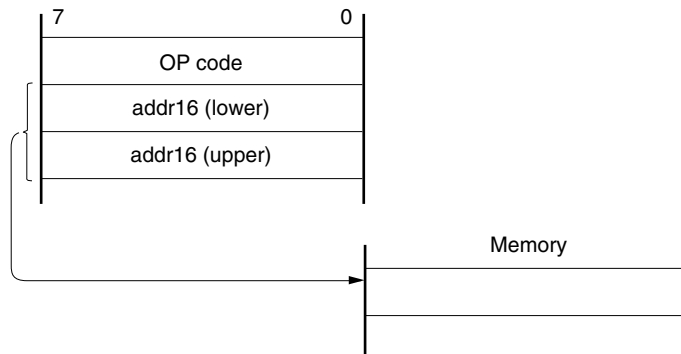 7 0
OP code
addr16 (lower)
addr16 (upper)
Memory